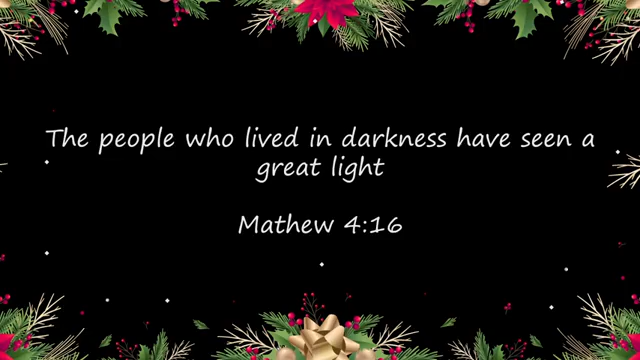 The people who lived in darkness have seen a
great light
Mathew 4:16